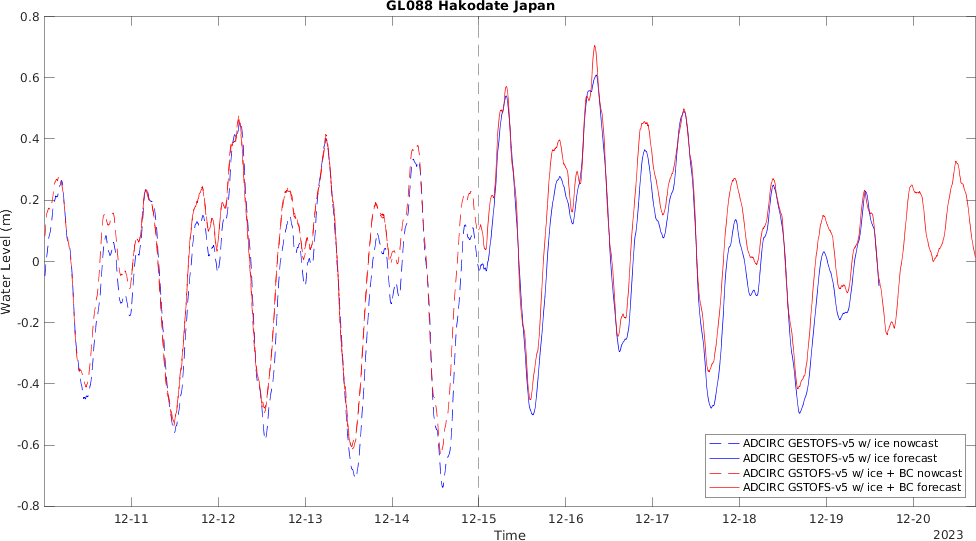 GL088 Hakodate Japan
0.8
0.6
0.4
0.2
0
-0.2
-0.4
-0.6
-0.8
Water Level (m)
12-11 12-12 12-13 12-14 12-15 12-16 12-17 12-18 12-19 12-20
Time
2023
ADCIRC GESTOFS-v5 w/ ice nowcast
ADCIRC GESTOFS-v5 w/ ice forecast
ADCIRC GSTOFS-v5 w/ ice + BC nowcast
ADCIRC GSTOFS-v5 w/ ice + BC forecast